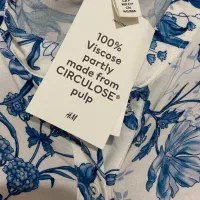 100%
Viscose
partly
made from
CIRCULOSE®
pulp
H&M